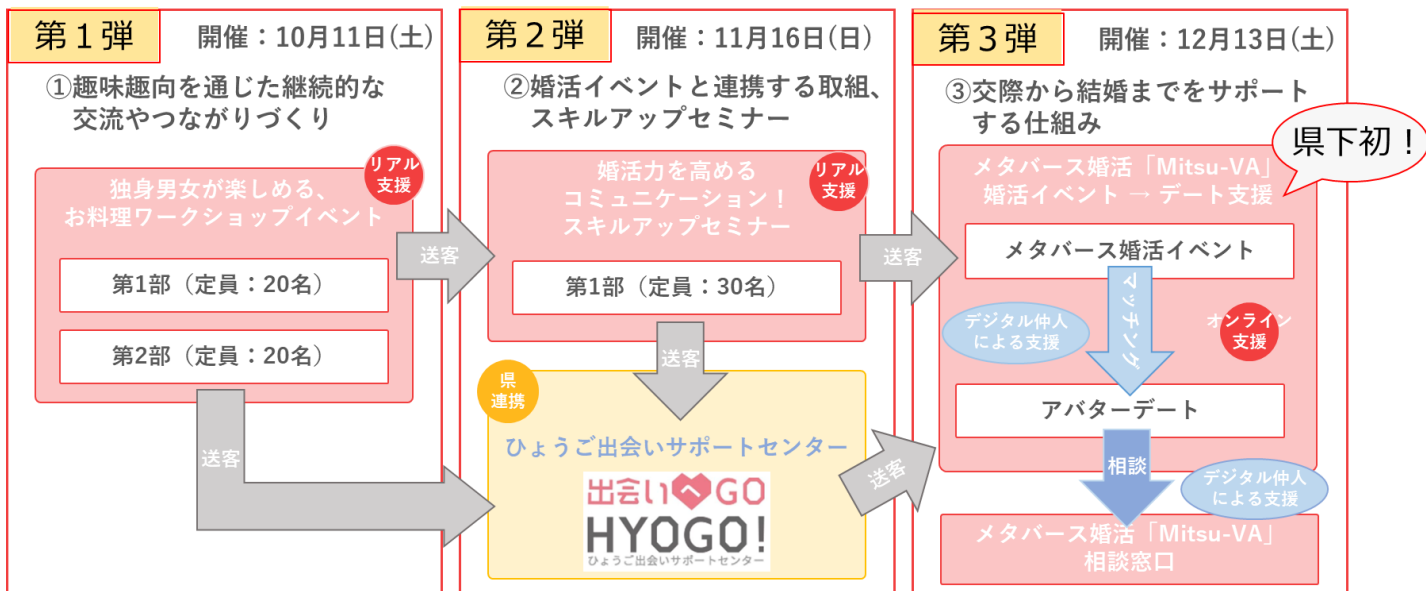 第１弾
開催：10月11日(土)
①趣味趣向を通じた継続的な
交流やつながりづくり
リアル
支援
独身男女が楽しめる、
お料理ワークショップイベント
第1部（定員：20名）
第2部（定員：20名）
送客
送客
第２弾
開催：11月16日(日)
②婚活イベントと連携する取組、
スキルアップセミナー
リアル
支援
婚活力を高める
コミュニケーション！
スキルアップセミナー
第1部（定員：30名）
送客
送客
県
連携
ひょうご出会いサポートセンター
出会いへGO
HYOGO!
ひょうご出会いサポートセンター
送客
第３弾
開催：12月13日(土)
③交際から結婚までをサポート
する仕組み
県下初！
メタバース婚活「Mitsu-VA」
婚活イベント → デート支援
メタバース婚活イベント
マッチング
デジタル仲人
による支援
オンライン
支援
アバターデート
相談
デジタル仲人
による支援
メタバース婚活「Mitsu-VA」
相談窓口